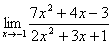 lim x→-1 (7x² + 4x - 3)/(2x² + 3x + 1)